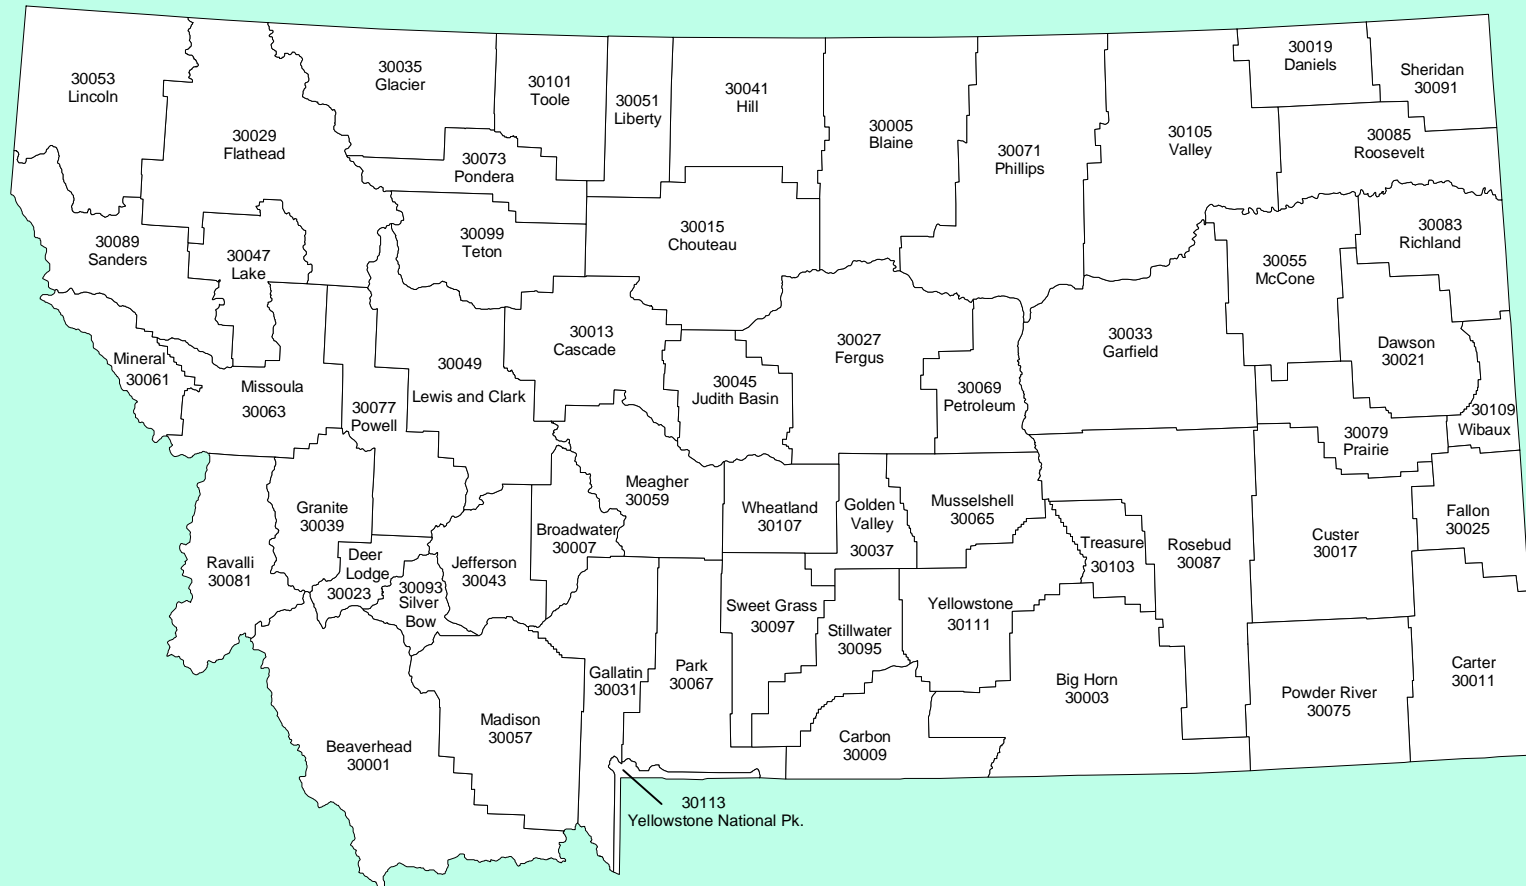 30053
Lincoln
30035
Glacier
30101
Toole
30051
Liberty
30041
Hill
30005
Blaine
30071
Phillips
30105
Valley
30019
Daniels
Sheridan
30091
30085
Roosevelt
30029
Flathead
30073
Pondera
30099
Teton
30015
Chouteau
30089
Sanders
30047
Lake
30055
McCone
30083
Richland
Mineral
30061
Missoula
30063
30077
Powell
30049
Lewis and Clark
30013
Cascade
30045
Judith Basin
30027
Fergus
30069
Petroleum
30033
Garfield
Dawson
30021
30109
Wibaux
30079
Prairie
Granite
30039
Ravalli
30081
Deer
Lodge
30023
30093
Silver
Bow
Jefferson
30043
Broadwater
30007
Meagher
30059
Wheatland
30107
Golden
Valley
30037
Musselshell
30065
Treasure
30103
Rosebud
30087
Custer
30017
Fallon
30025
Sweet Grass
30097
Stillwater
30095
Yellowstone
30111
Big Horn
30003
Powder River
30075
Carter
30011
Gallatin
30031
Park
30067
Madison
30057
Beaverhead
30001
Carbon
30009
30113
Yellowstone National Pk.